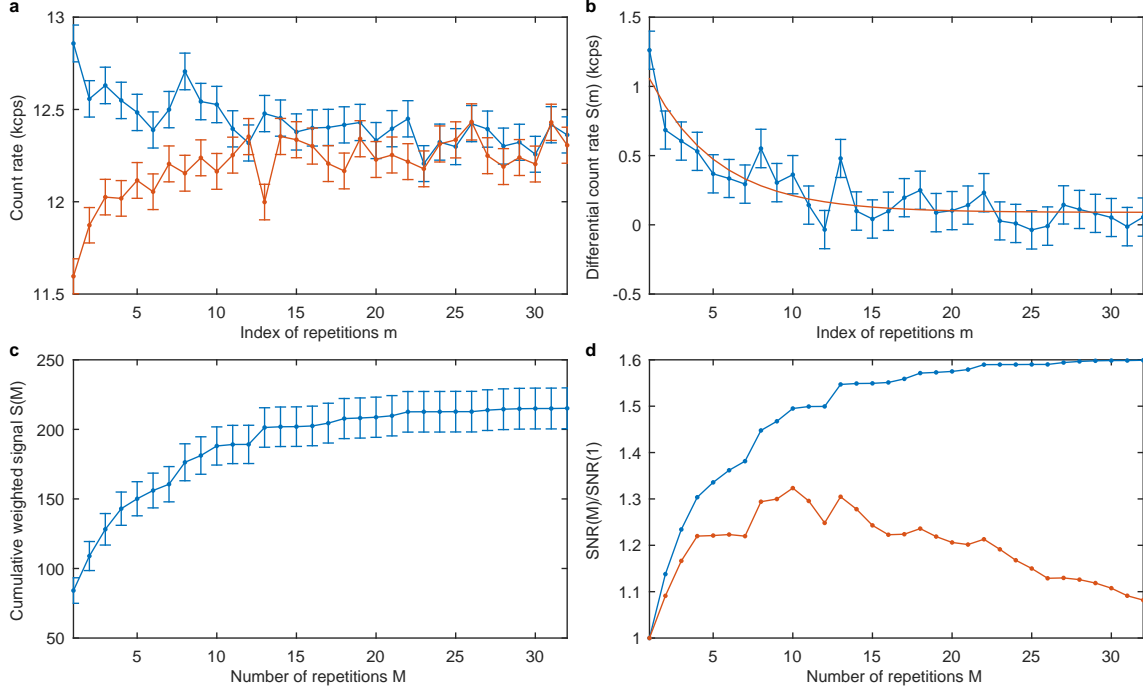 a
13
12.5
12
11.5
Count rate (kcps)
5 10 15 20 25 30
Index of repetitions m
b
1.5
1
0.5
0
-0.5
Differential count rate S(m) (kcps)
5 10 15 20 25 30
Index of repetitions m
c
250
200
150
100
50
Cumulative weighted signal S(M)
5 10 15 20 25 30
Number of repetitions M
d
1.6
1.5
1.4
1.3
1.2
1.1
1
SNR(M)/SNR(1)
5 10 15 20 25 30
Number of repetitions M